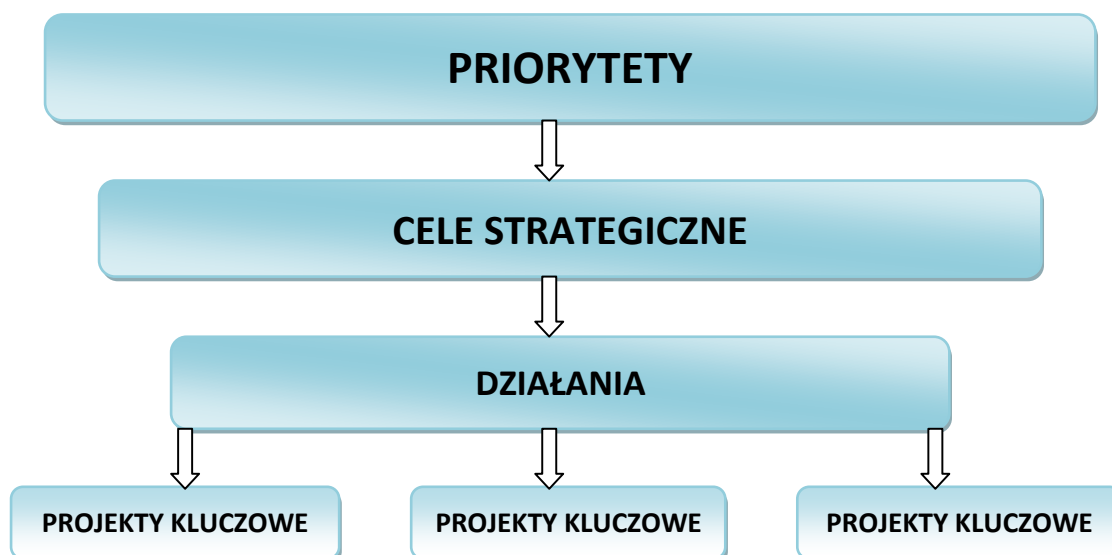 PRIORYTETY
CELE STRATEGICZNE
DZIAŁANIA
PROJEKTY KLUCZOWE
PROJEKTY KLUCZOWE
PROJEKTY KLUCZOWE